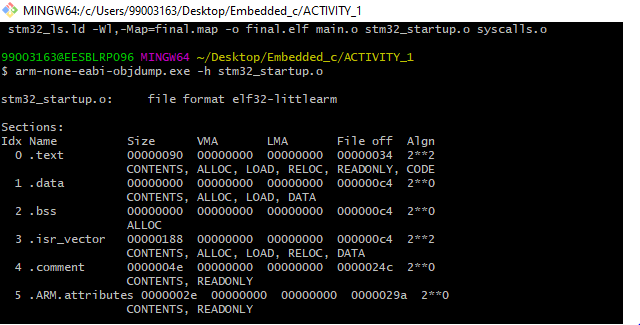 MINGW64:/c/Users/99003163/Desktop/Embedded_c/ACTIVITY_1
stm32_ls.ld -Wl,-Map=final.map -o final.elf main.o stm32_startup.o syscalls.o
99003163@EESBLRP096 MINGW64 ~/Desktop/Embedded_c/ACTIVITY_1
$ arm-none-eabi-objdump.exe -h stm32_startup.o
stm32_startup.o:     file format elf32-littlearm
Sections:
Idx Name          Size      VMA       LMA       File off  Algn
  0 .text         00000090  00000000  00000000  00000034  2**2
                  CONTENTS, ALLOC, LOAD, RELOC, READONLY, CODE
  1 .data         00000000  00000000  00000000  000000c4  2**0
                  CONTENTS, ALLOC, LOAD, DATA
  2 .bss          00000000  00000000  00000000  000000c4  2**0
                  ALLOC
  3 .isr_vector   00000188  00000000  00000000  000000c4  2**2
                  CONTENTS, ALLOC, LOAD, RELOC, DATA
  4 .comment      0000004e  00000000  00000000  0000024c  2**0
                  CONTENTS, READONLY
  5 .ARM.attributes 0000002e  00000000  00000000  0000029a  2**0
                  CONTENTS, READONLY